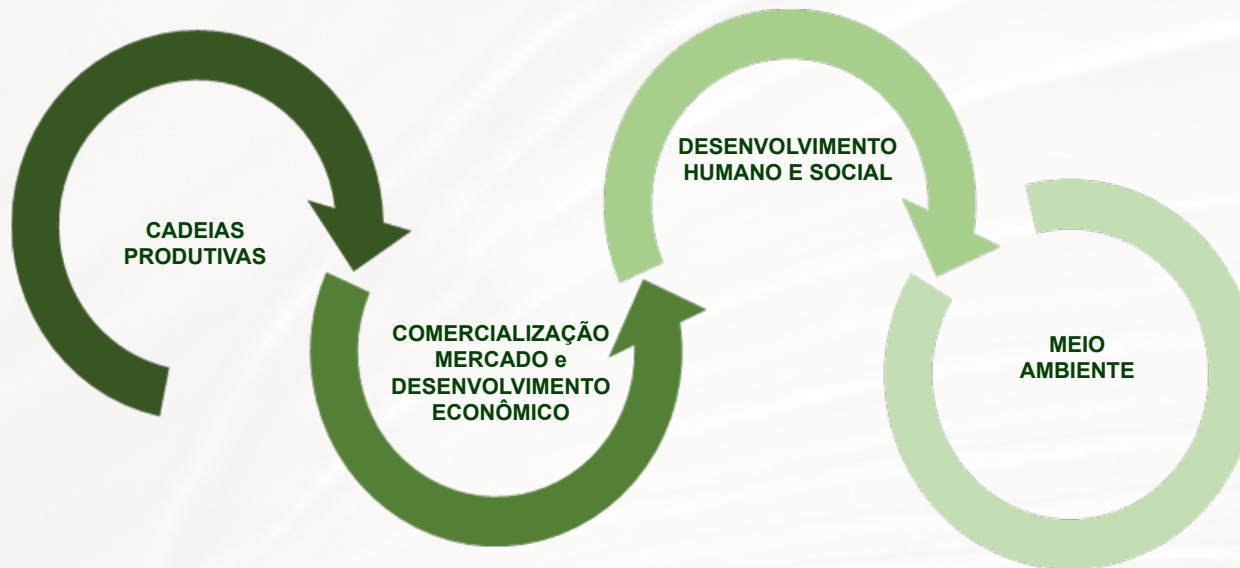 CADEIAS
PRODUTIVAS
COMERCIALIZAÇÃO
MERCADO e
DESENVOLVIMENTO
ECONÔMICO
DESENVOLVIMENTO
HUMANO E SOCIAL
MEIO
AMBIENTE